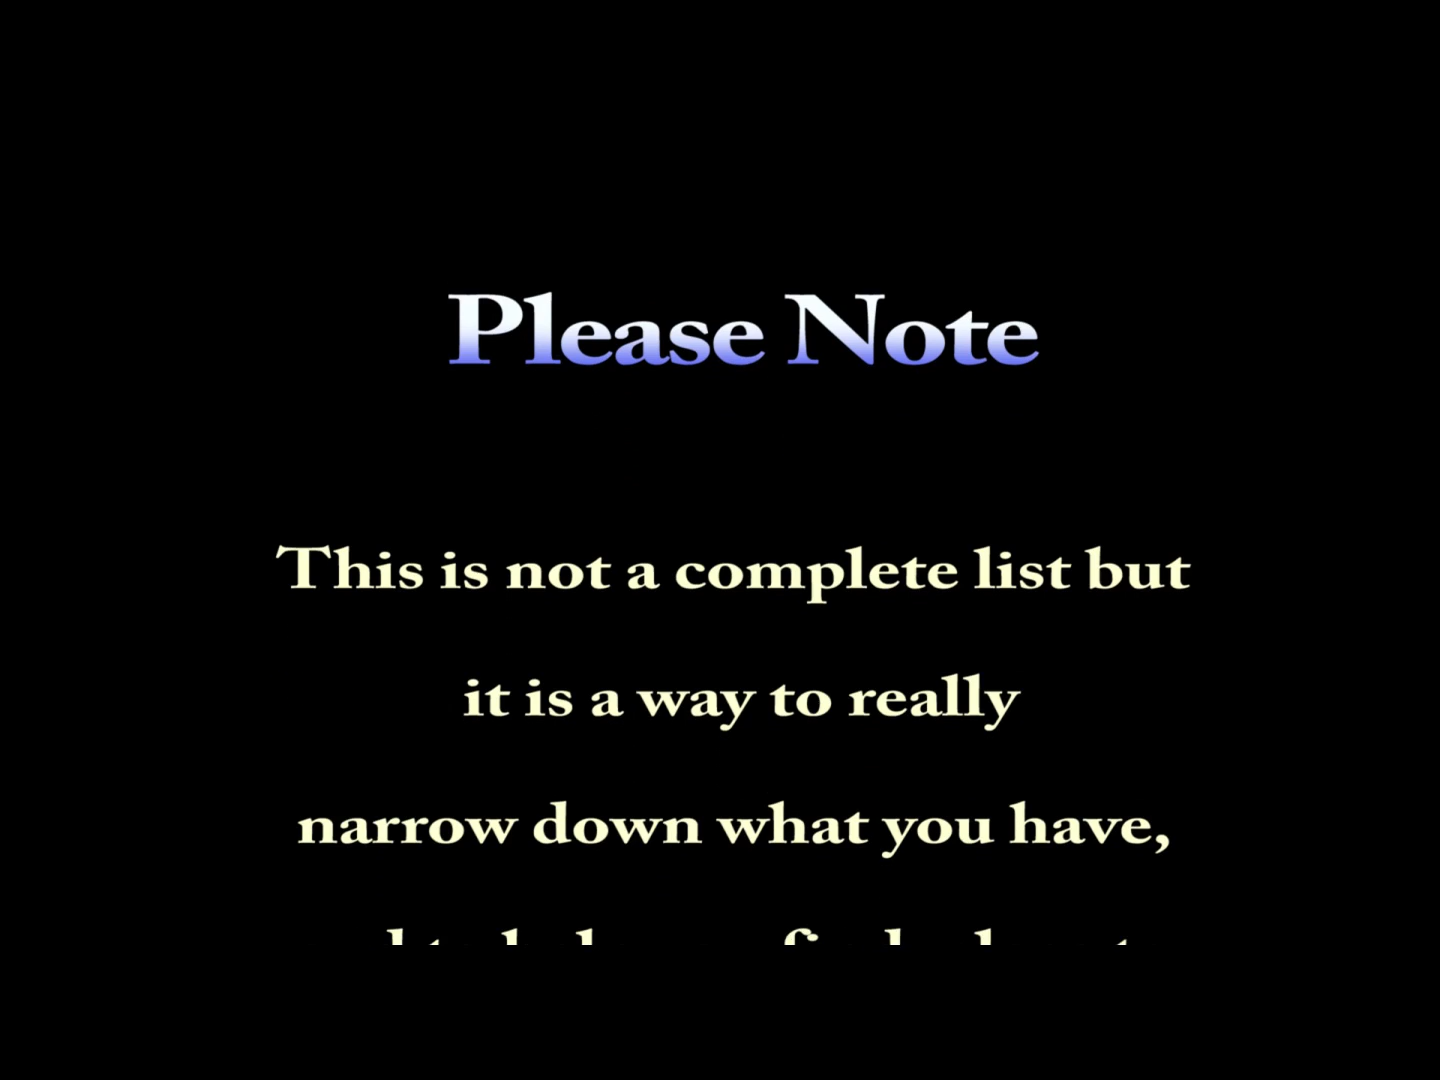 Please Note
This is not a complete list but
it is a way to really
narrow down what you have,